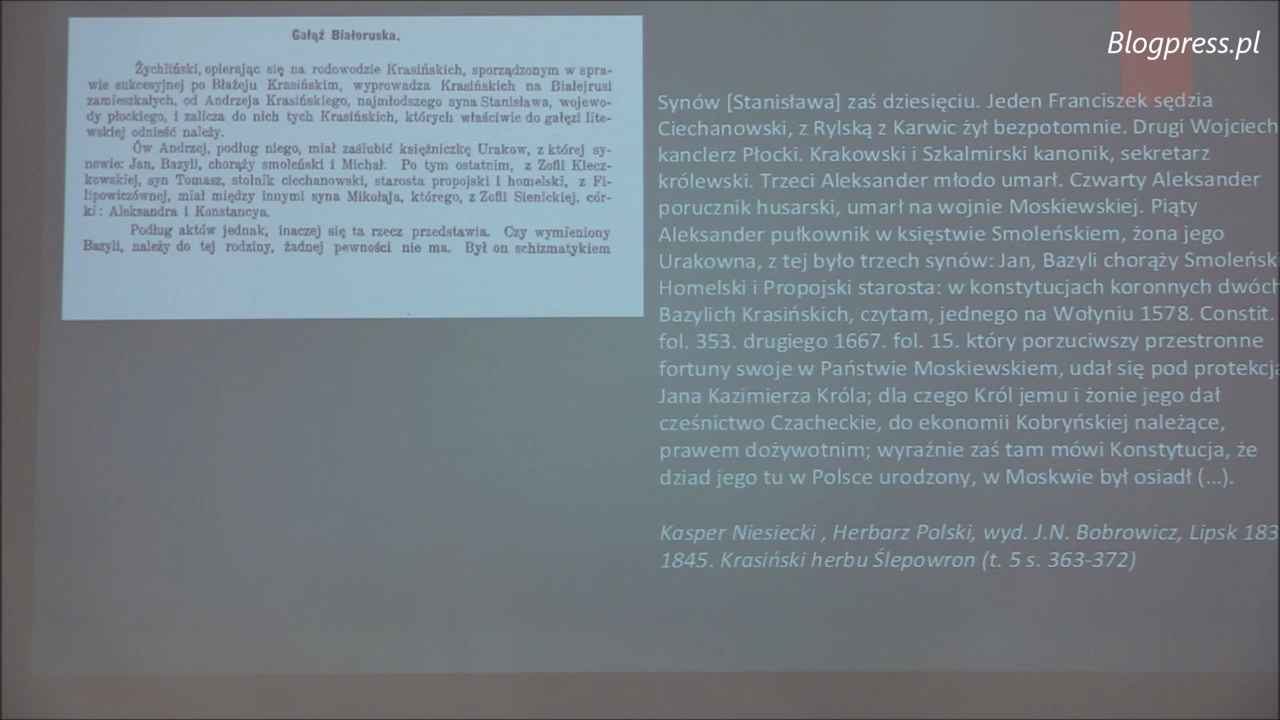 Blogpress.pl
Gałąź Białoruska.
Żychliński, opierając się na rodowodzie Krasińskich, sporządzonym w spra-
wie sukcesyjnej po Błażeju Krasińskim, wyprowadza Krasińskich na Białejrusi
zamieszkałych, od Andrzeja Krasińskiego, najmłodszego syna Stanisława, wojewo-
dy płockiego, i zalicza do nich tych Krasińskich, których właściwie do gałęzi lite-
wskiej odnieść należy.
Ów Andrzej, podług niego, miał zaślubić księżniczkę Urakow, z której sy-
nowie: Jan, Bazyli, chorąży smoleński i Michał. Po tym ostatnim, z Zofii Klecz-
kowskiej, syn Tomasz, stolnik ciechanowski, starosta propojski i homelski, z Fi-
lipowiczównej, miał między innymi syna Mikołaja, którego, z Zofii Sienickiej, cór-
ki: Aleksandra i Konstancya.
Podług aktów jednak, inaczej się ta rzecz przedstawia. Czy wymieniony
Bazyli, należy do tej rodziny, żadnej pewności nie ma. Był on schizmatykiem
Synów [Stanisława] zaś dziesięciu. Jeden Franciszek sędzia
Ciechanowski, z Rylską z Karwic żył bezpotomnie. Drugi Wojciech
kanclerz Płocki. Krakowski i Szkalmirski kanonik, sekretarz
królewski. Trzeci Aleksander młodo umarł. Czwarty Aleksander
porucznik husarski, umarł na wojnie Moskiewskiej. Piąty
Aleksander pułkownik w księstwie Smoleńskiem, żona jego
Urakowna, z tej było trzech synów: Jan, Bazyli chorąży Smoleńsk
Homelski i Propojski starosta: w konstytucjach koronnych dwóch
Bazylich Krasińskich, czytam, jednego na Wołyniu 1578. Constit.
fol. 353. drugiego 1667. fol. 15. który porzuciwszy przestronne
fortuny swoje w Państwie Moskiewskiem, udał się pod protekcją
Jana Kazimierza Króla; dla czego Król jemu i żonie jego dał
cześnictwo Czacheckie, do ekonomii Kobryńskiej należące,
prawem dożywotnim; wyraźnie zaś tam mówi Konstytucja, że
dziad jego tu w Polsce urodzony, w Moskwie był osiadł (...).
Kasper Niesiecki , Herbarz Polski, wyd. J.N. Bobrowicz, Lipsk 183
1845. Krasiński herbu Ślepowron (t. 5 s. 363-372)